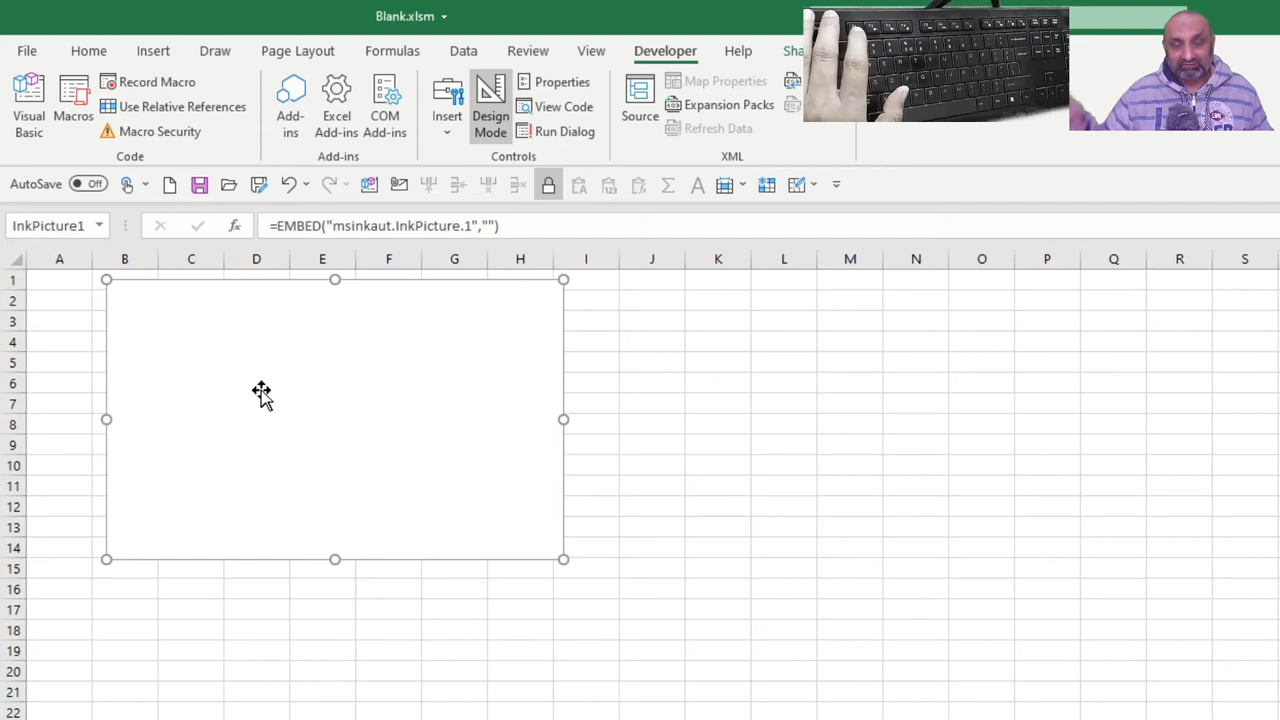 Blank.xlsm
File Home Insert Draw Page Layout Formulas Data Review View Developer Help Sha
Visual Basic
Macros
Record Macro
Use Relative References
Macro Security
Code
Add-ins
Excel Add-ins
COM Add-ins
Add-ins
Insert
Design Mode
Properties
View Code
Run Dialog
Controls
Source
Map Properties
Expansion Packs
Refresh Data
XML
AutoSave Off
InkPicture1 fx =EMBED("msinkaut.InkPicture.1","")
A B C D E F G H I J K L M N O P Q R S
1
2
3
4
5
6
7
8
9
10
11
12
13
14
15
16
17
18
19
20
21
22